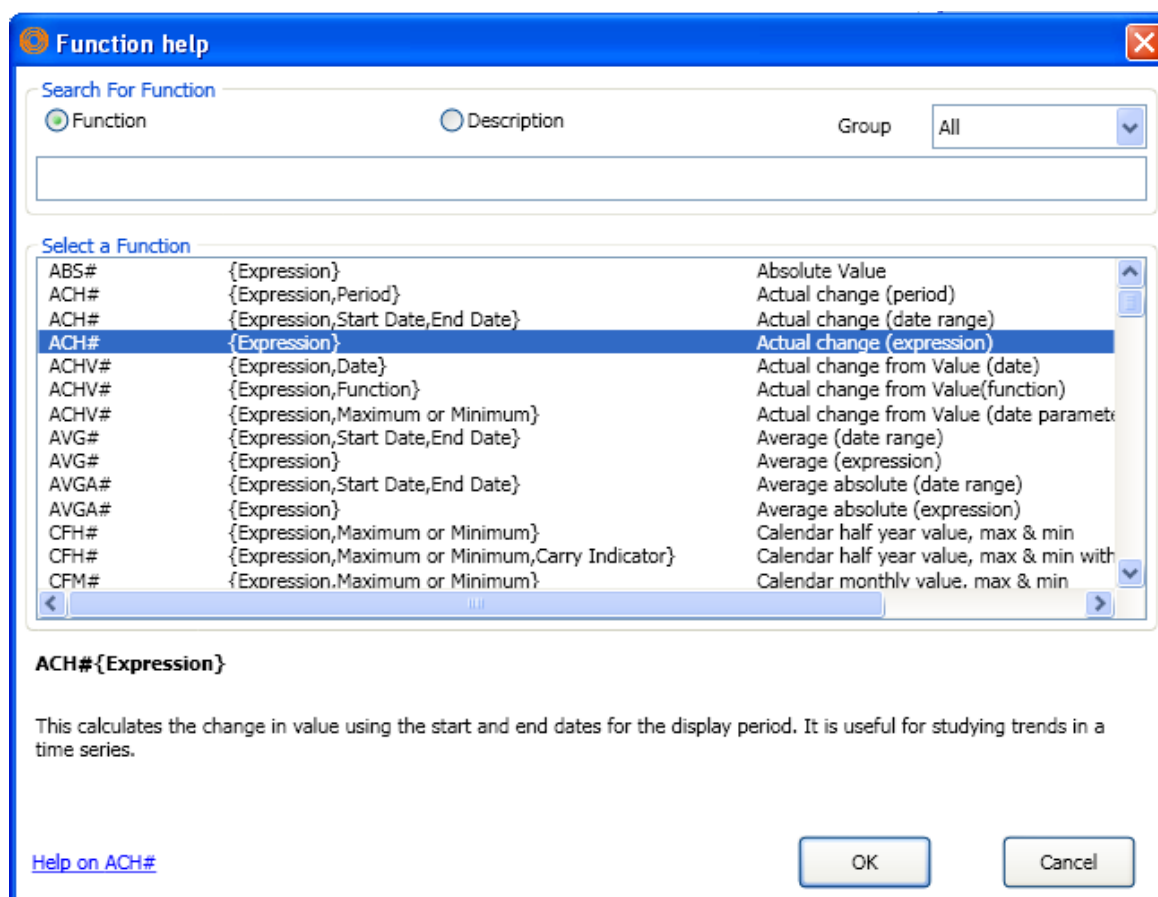 Function help
Search For Function
Function Description Group All
Select a Function
ABS# {Expression} Absolute Value
ACH# {Expression,Period} Actual change (period)
ACH# {Expression,Start Date,End Date} Actual change (date range)
ACH# {Expression} Actual change (expression)
ACHV# {Expression,Date} Actual change from Value (date)
ACHV# {Expression,Function} Actual change from Value(function)
ACHV# {Expression,Maximum or Minimum} Actual change from Value (date paramete
AVG# {Expression,Start Date,End Date} Average (date range)
AVG# {Expression} Average (expression)
AVGA# {Expression,Start Date,End Date} Average absolute (date range)
AVGA# {Expression} Average absolute (expression)
CFH# {Expression,Maximum or Minimum} Calendar half year value, max & min
CFH# {Expression,Maximum or Minimum,Carry Indicator} Calendar half year value, max & min with
CFM# {Expression,Maximum or Minimum} Calendar monthly value, max & min
ACH#{Expression}
This calculates the change in value using the start and end dates for the display period. It is useful for studying trends in a
time series.
Help on ACH# OK Cancel